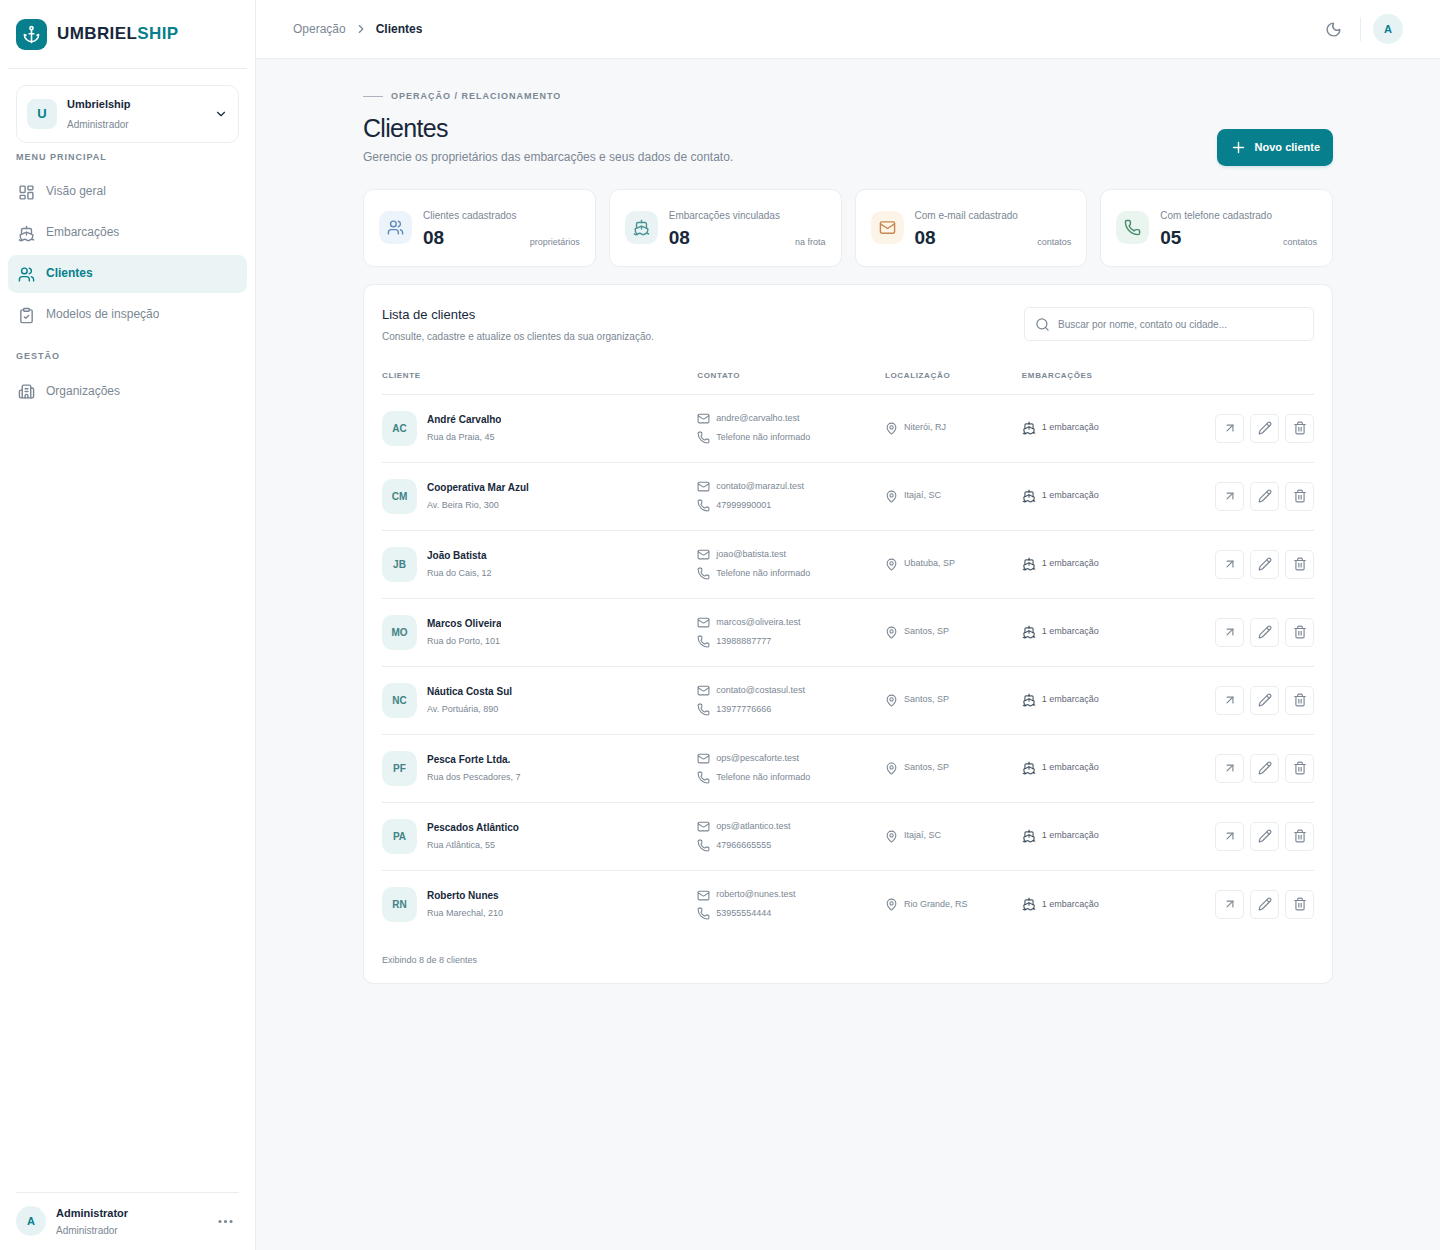 UMBRIELSHIP
U
Umbrielship
Administrador
MENU PRINCIPAL
Visão geral
Embarcações
Clientes
Modelos de inspeção
GESTÃO
Organizações
A
Administrator
Administrador
Operação
Clientes
A
OPERAÇÃO / RELACIONAMENTO
Clientes
Gerencie os proprietários das embarcações e seus dados de contato.
Novo cliente
Clientes cadastrados
08
proprietários
Embarcações vinculadas
08
na frota
Com e-mail cadastrado
08
contatos
Com telefone cadastrado
05
contatos
Lista de clientes
Consulte, cadastre e atualize os clientes da sua organização.
Buscar por nome, contato ou cidade...
CLIENTE CONTATO LOCALIZAÇÃO EMBARCAÇÕES
AC
André Carvalho
Rua da Praia, 45
andre@carvalho.test
Telefone não informado
Niterói, RJ
1 embarcação
CM
Cooperativa Mar Azul
Av. Beira Rio, 300
contato@marazul.test
47999990001
Itajaí, SC
1 embarcação
JB
João Batista
Rua do Cais, 12
joao@batista.test
Telefone não informado
Ubatuba, SP
1 embarcação
MO
Marcos Oliveira
Rua do Porto, 101
marcos@oliveira.test
13988887777
Santos, SP
1 embarcação
NC
Náutica Costa Sul
Av. Portuária, 890
contato@costasul.test
13977776666
Santos, SP
1 embarcação
PF
Pesca Forte Ltda.
Rua dos Pescadores, 7
ops@pescaforte.test
Telefone não informado
Santos, SP
1 embarcação
PA
Pescados Atlântico
Rua Atlântica, 55
ops@atlantico.test
47966665555
Itajaí, SC
1 embarcação
RN
Roberto Nunes
Rua Marechal, 210
roberto@nunes.test
53955554444
Rio Grande, RS
1 embarcação
Exibindo 8 de 8 clientes